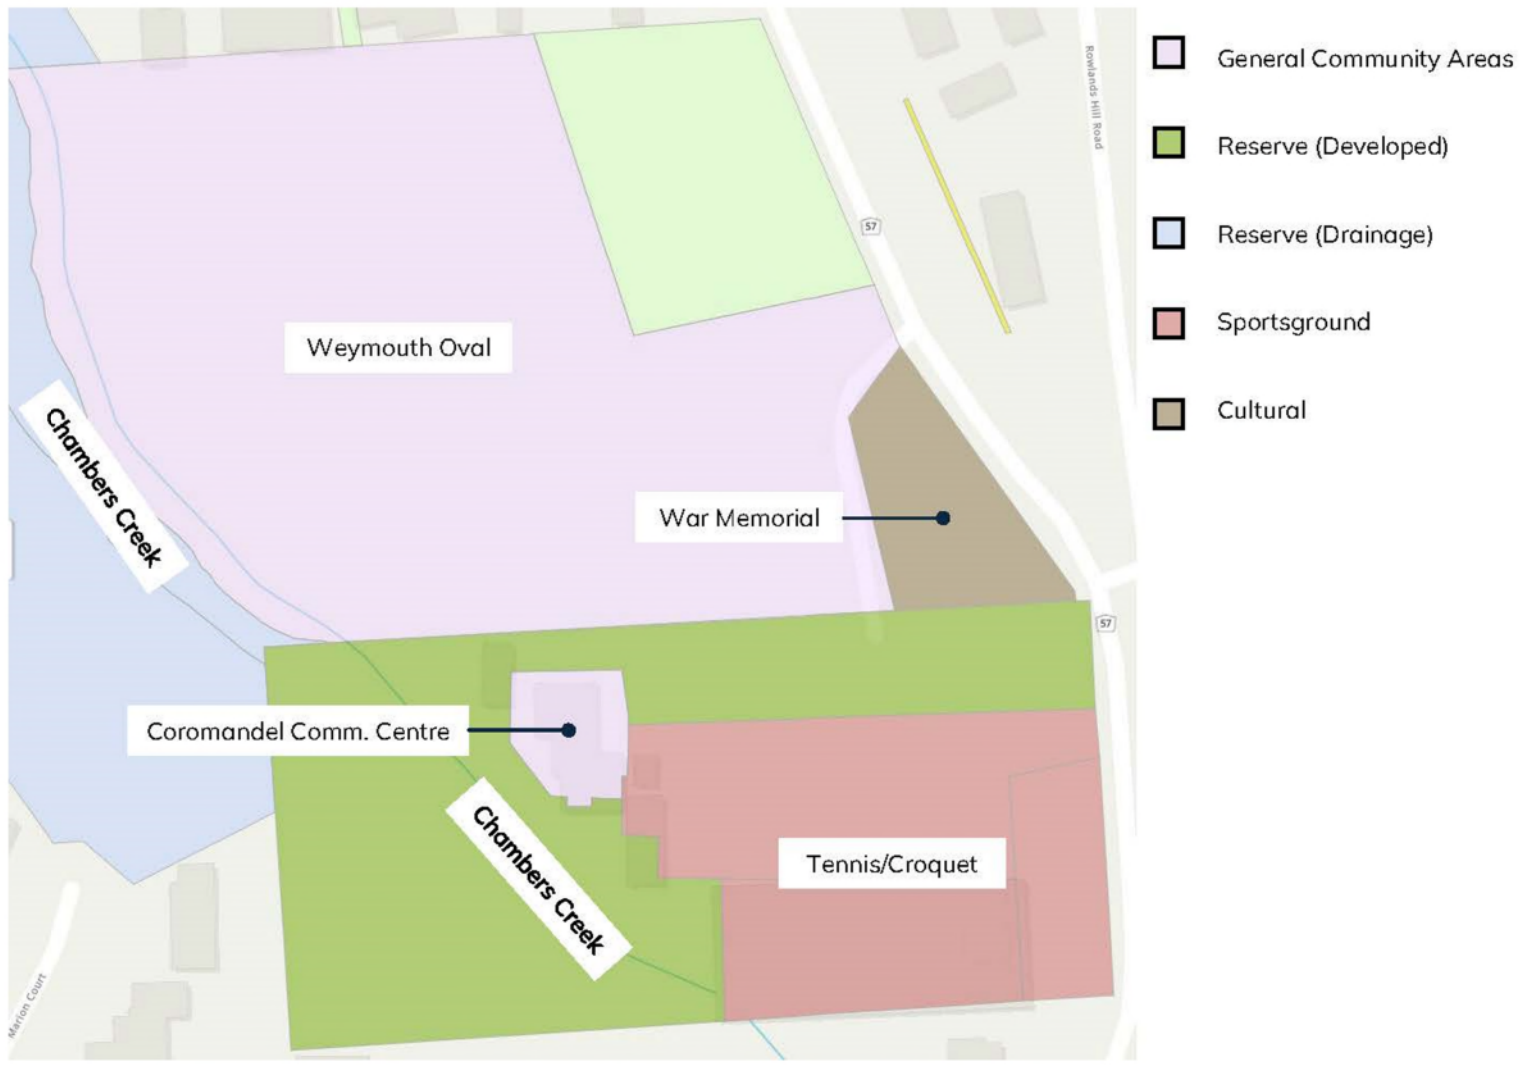 General Community Areas
Reserve (Developed)
Reserve (Drainage)
Sportsground
Cultural
Rowlands Hill Road
57
Weymouth Oval
Chambers Creek
War Memorial
57
Coromandel Comm. Centre
Chambers Creek
Tennis/Croquet
Marion Court